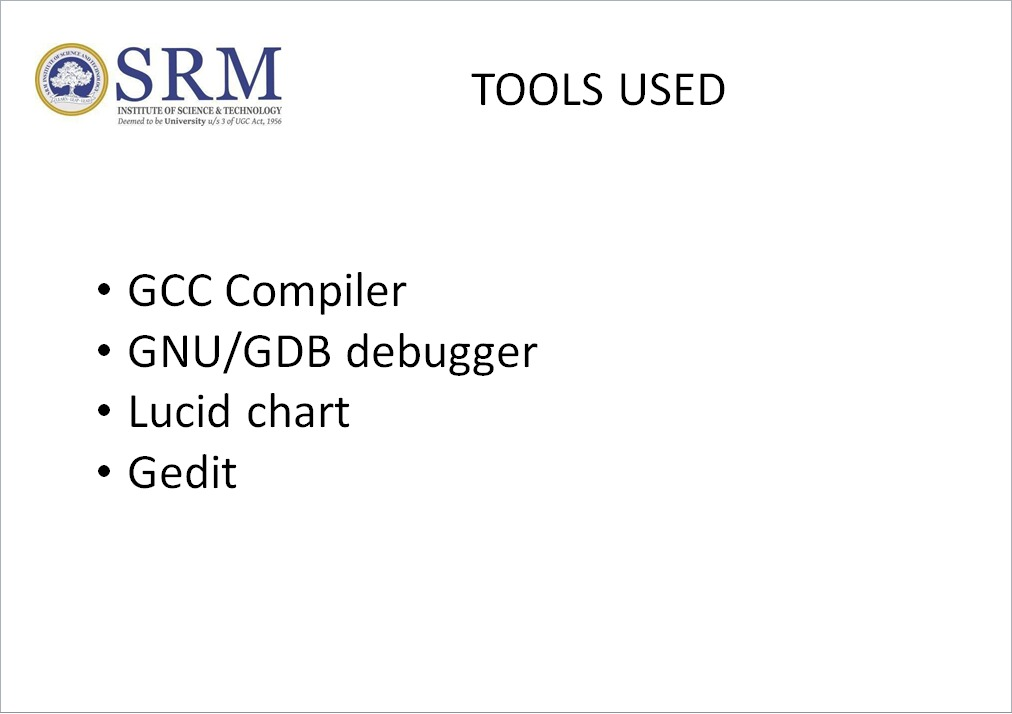 SRM
INSTITUTE OF SCIENCE & TECHNOLOGY
Deemed to be University u/s 3 of UGC Act, 1956
TOOLS USED
• GCC Compiler
• GNU/GDB debugger
• Lucid chart
• Gedit